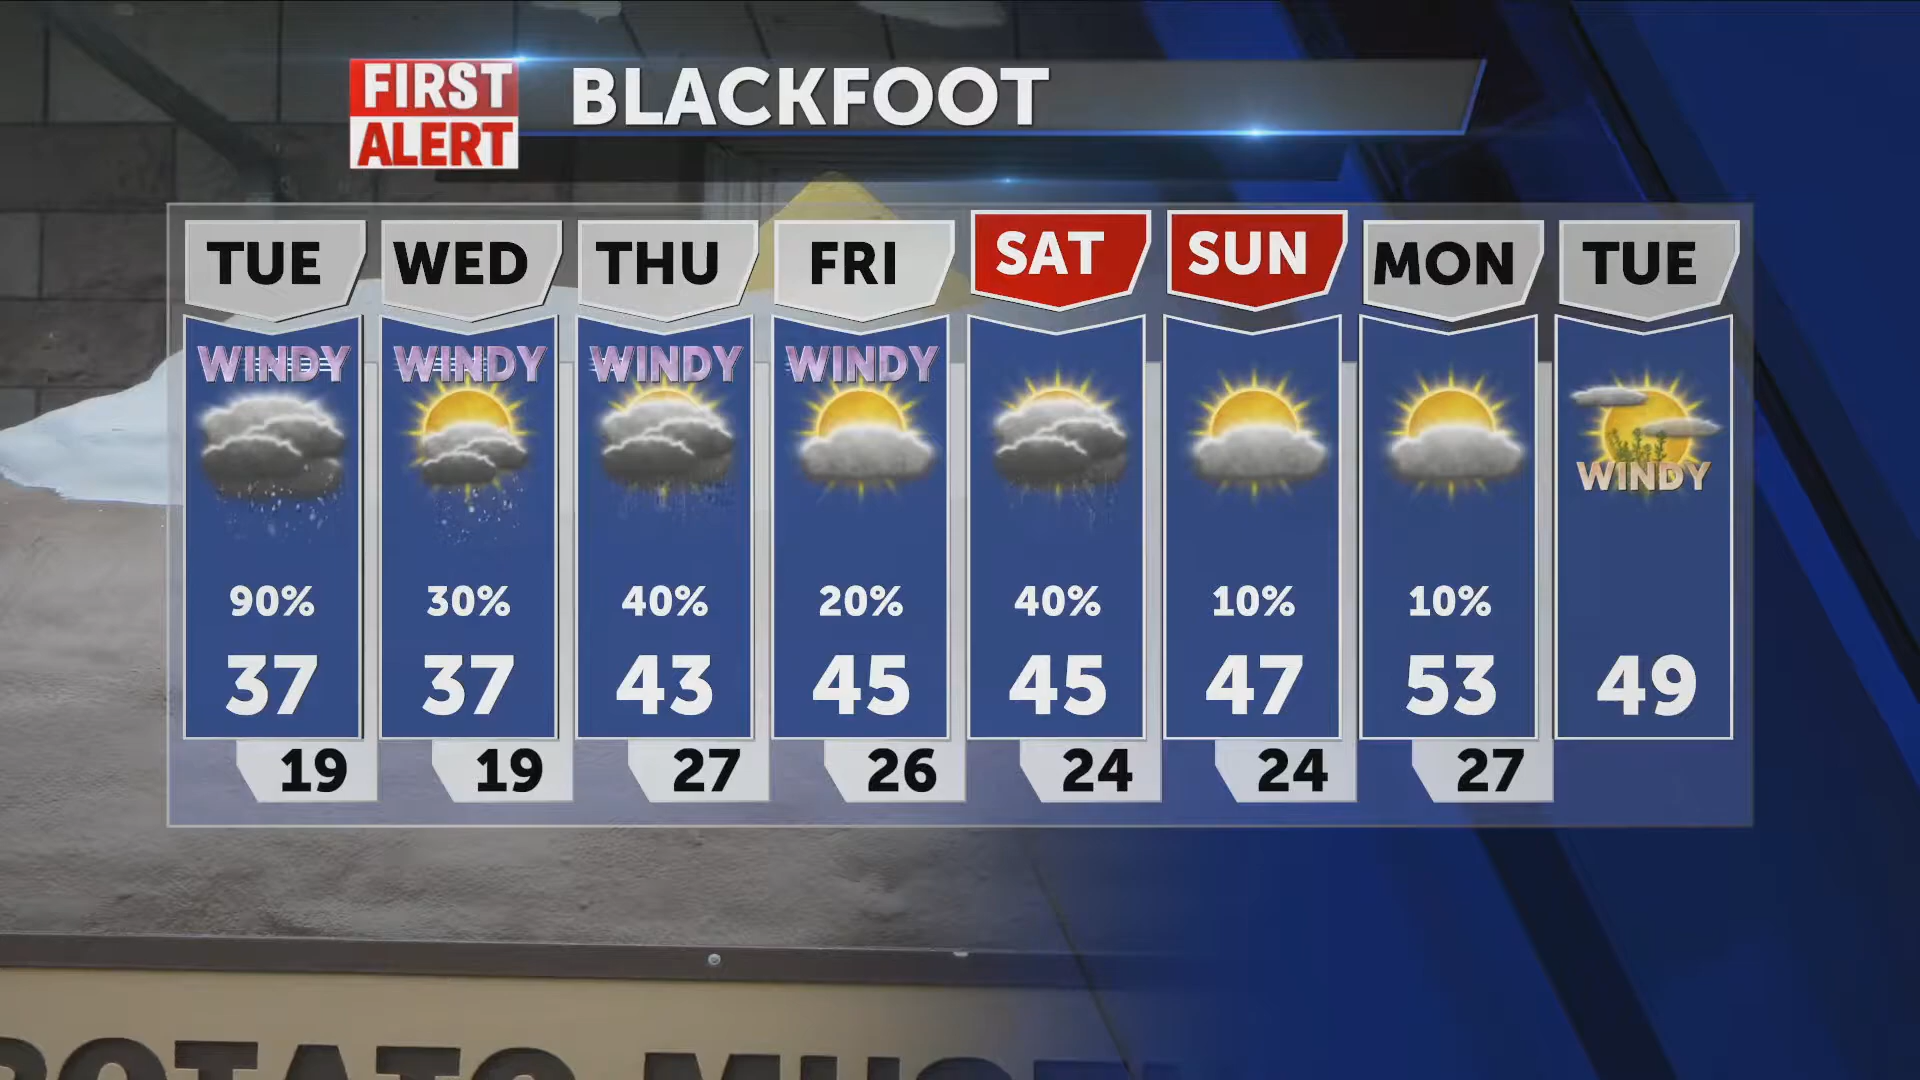 FIRST
ALERT
BLACKFOOT
TUE WED THU FRI SAT SUN MON TUE
WINDY WINDY WINDY WINDY
WINDY
90% 30% 40% 20% 40% 10% 10%
37 37 43 45 45 47 53 49
19 19 27 26 24 24 27